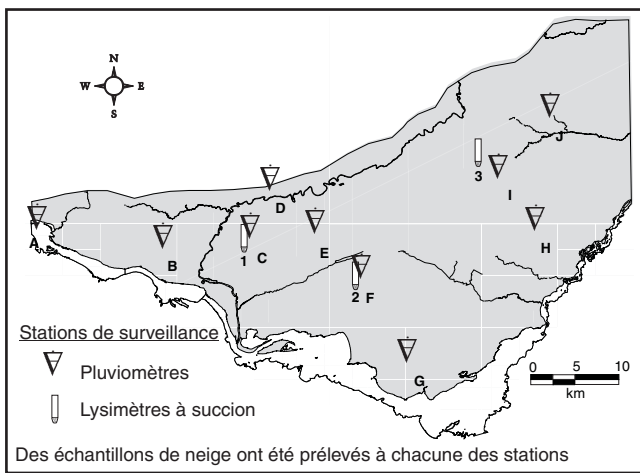 N
W E
S
J
3
I
D
A
H
B
1 C
E
2 F
Stations de surveillance
Pluviomètres
G
0 5 10
km
Lysimètres à succion
Des échantillons de neige ont été prélevés à chacune des stations